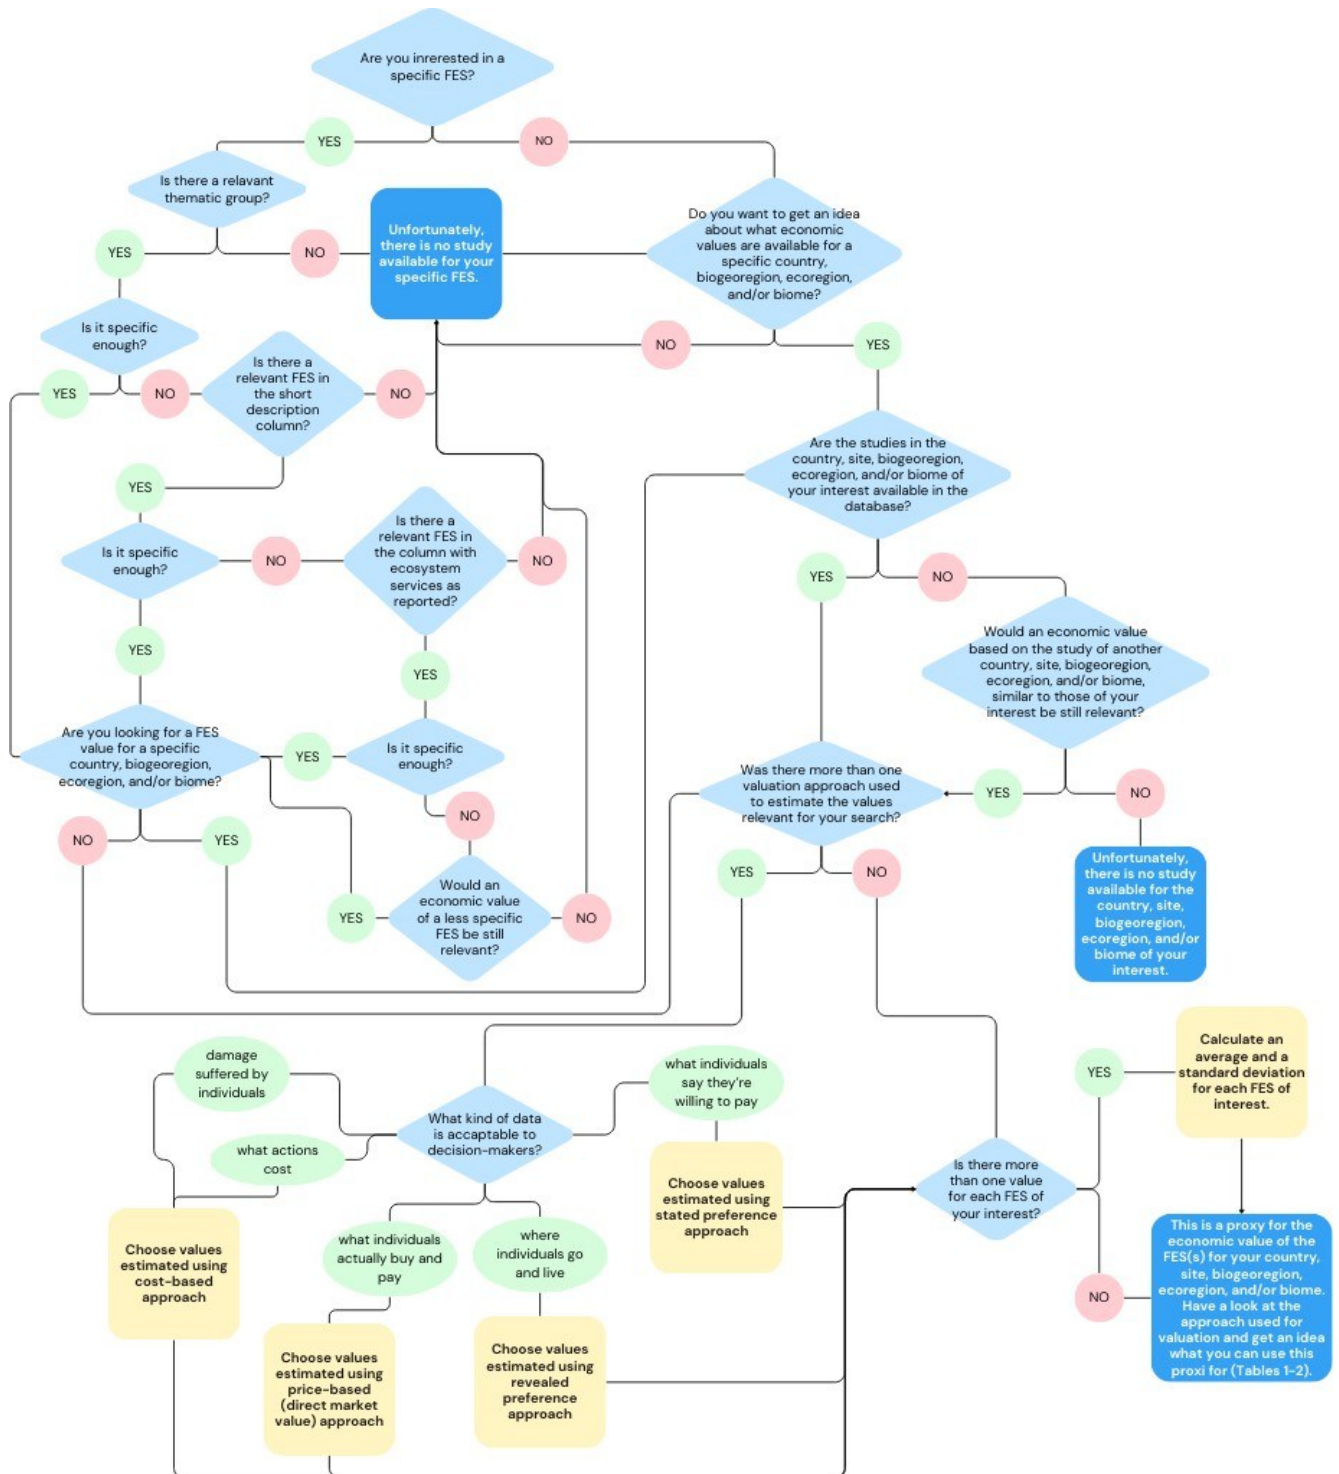 Are you inrerested in a
specific FES?
YES
NO
Is there a relavant
thematic group?
Unfortunately,
there is no study
available for your
specific FES.
Do you want to get an idea
about what economic
values are available for a
specific country,
biogeoregion, ecoregion,
and/or biome?
YES
NO
Is it specific
enough?
NO
YES
Is there a
relevant FES in
the short
description
column?
YES
NO
NO
Are the studies in the
country, site, biogeoregion,
ecoregion, and/or biome of
your interest available in the
database?
YES
Is there a
relevant FES in
the column with
ecosystem
services as
reported?
Is it specific
enough?
NO
NO
YES
NO
Would an economic value
based on the study of another
country, site, biogeoregion,
ecoregion, and/or biome,
similar to those of your
interest be still relevant?
YES
YES
Are you looking for a FES
value for a specific
country, biogeoregion,
ecoregion, and/or biome?
YES
Is it specific
enough?
Was there more than one
valuation approach used
to estimate the values
relevant for your search?
YES
NO
NO
YES
NO
Unfortunately,
there is no study
available for the
country, site,
biogeoregion,
ecoregion, and/or
biome of your
interest.
YES
NO
Would an
economic value
of a less specific
FES be still
relevant?
YES
NO
damage
suffered by
individuals
what individuals
say they're
willing to pay
Calculate an
average and a
standard deviation
for each FES of
interest.
YES
What kind of data
is accaptable to
decision-makers?
what actions
cost
Choose values
estimated using
stated preference
approach
Is there more
than one value
for each FES of
your interest?
Choose values
estimated using
cost-based
approach
what individuals
actually buy and
pay
where
individuals go
and live
This is a proxy for the
economic value of the
FES(s) for your country,
site, biogeoregion,
ecoregion, and/or biome.
Have a look at the
approach used for
valuation and get an idea
what you can use this
proxi for (Tables 1-2).
NO
Choose values
estimated using
price-based
(direct market
value) approach
Choose values
estimated using
revealed
preference
approach